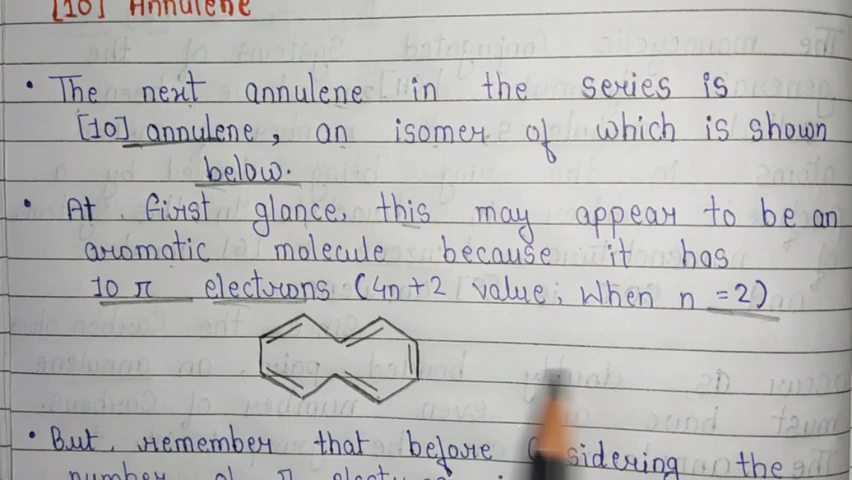 [10] Annulene
• The next annulene in the series is
[10] annulene, an isomer of which is shown
below.
• At first glance, this may appear to be an
aromatic molecule because it has
10 π electrons (4n+2 value, when n = 2)
• But, remember that before considering the
number of π